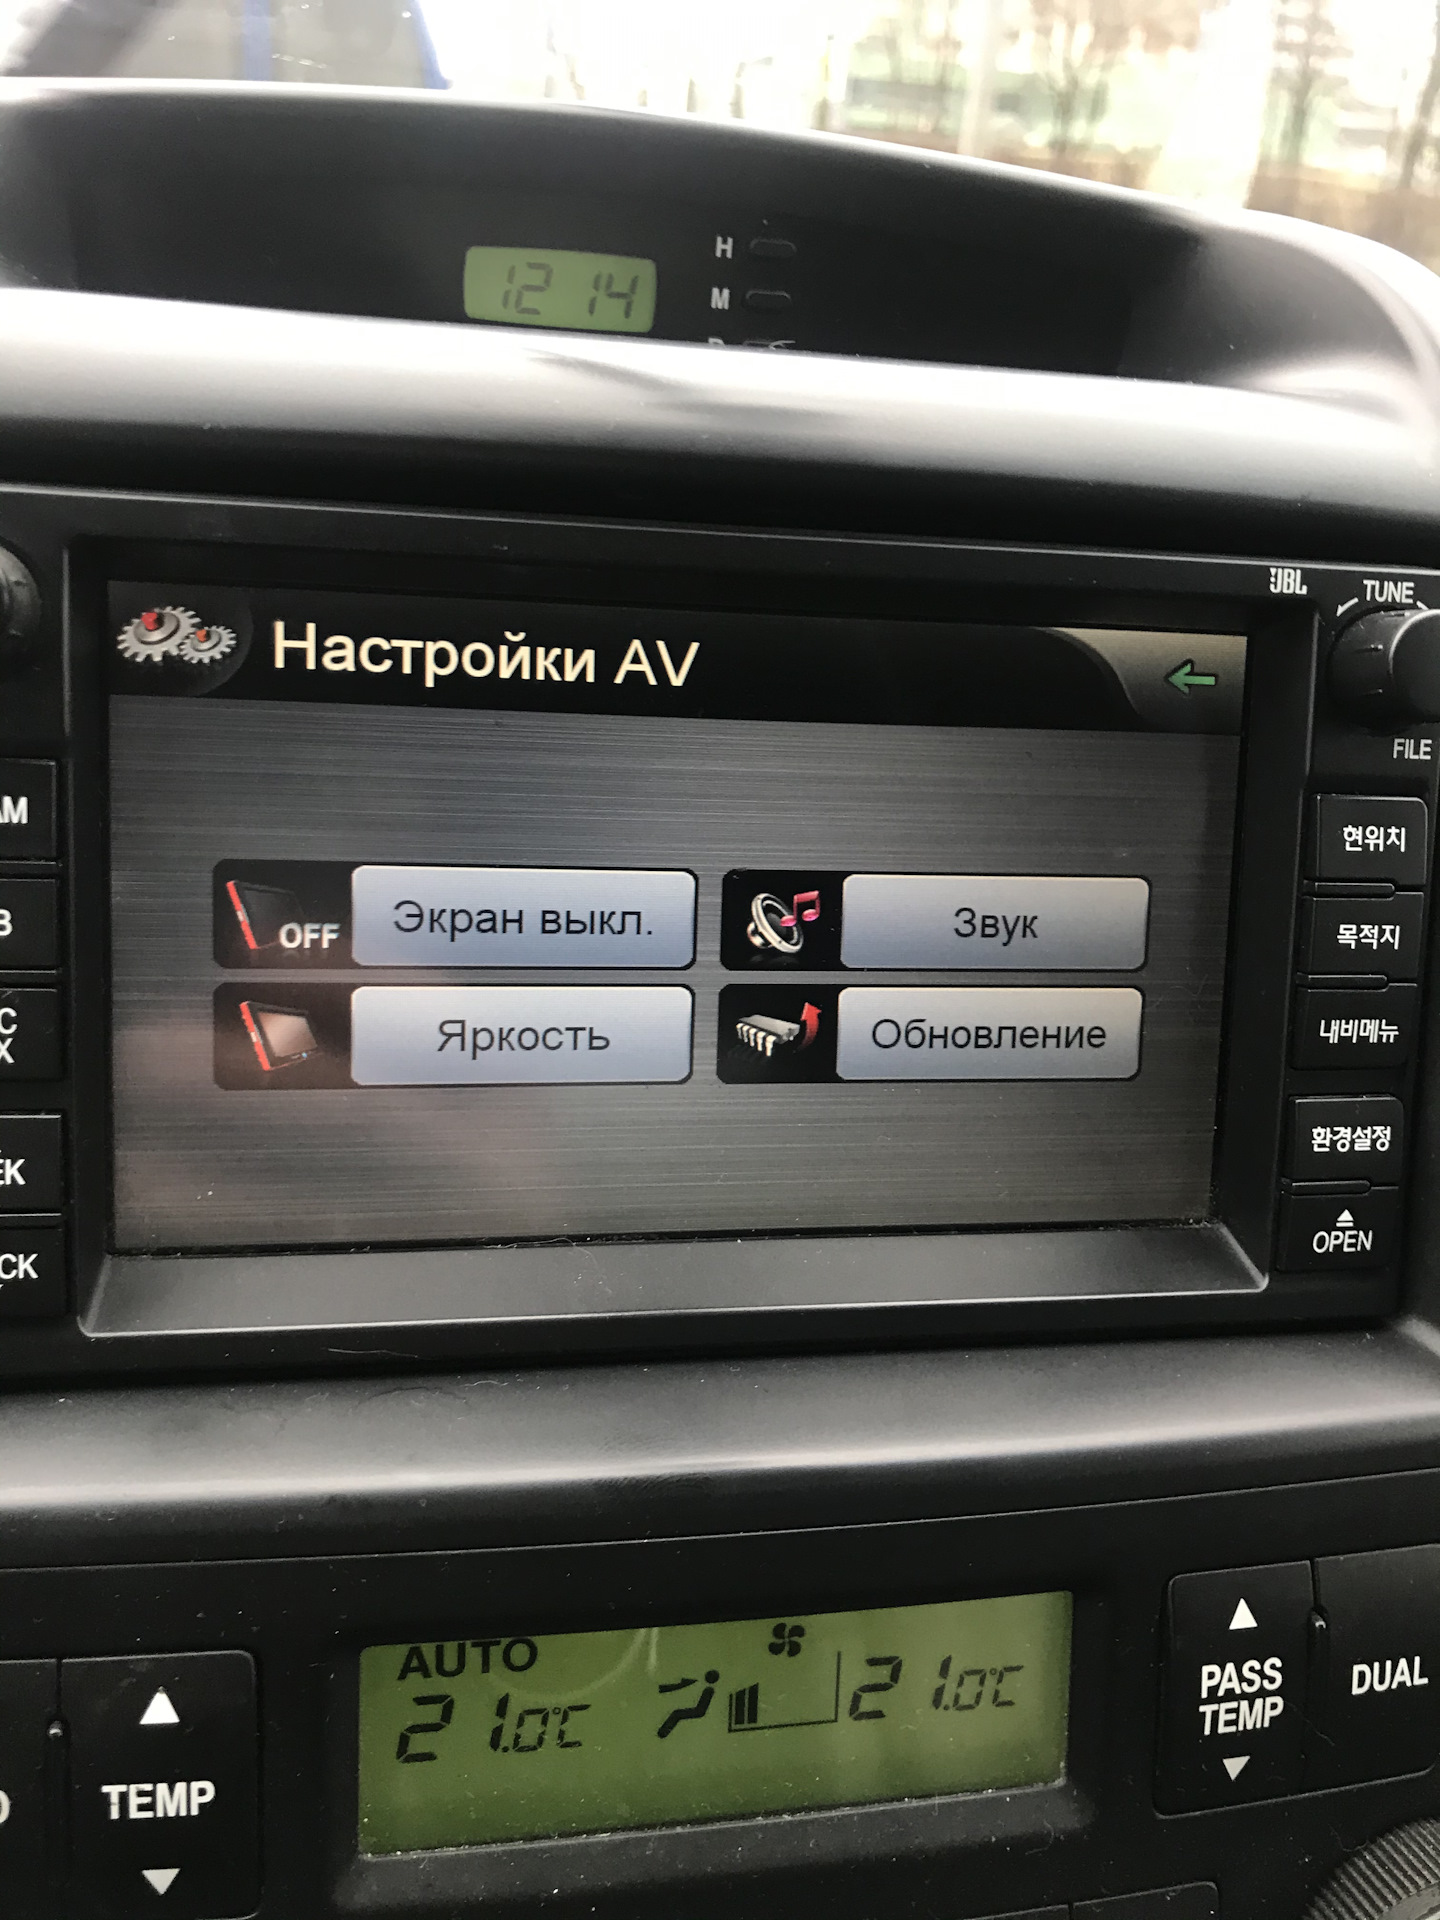 12 14
H
M
JBL
TUNE
FILE
Настройки AV
OFF
Экран выкл.
Звук
Яркость
Обновление
현위치
목적지
내비메뉴
환경설정
OPEN
AUTO
21.0°C
21.0°C
TEMP
PASS
TEMP
DUAL